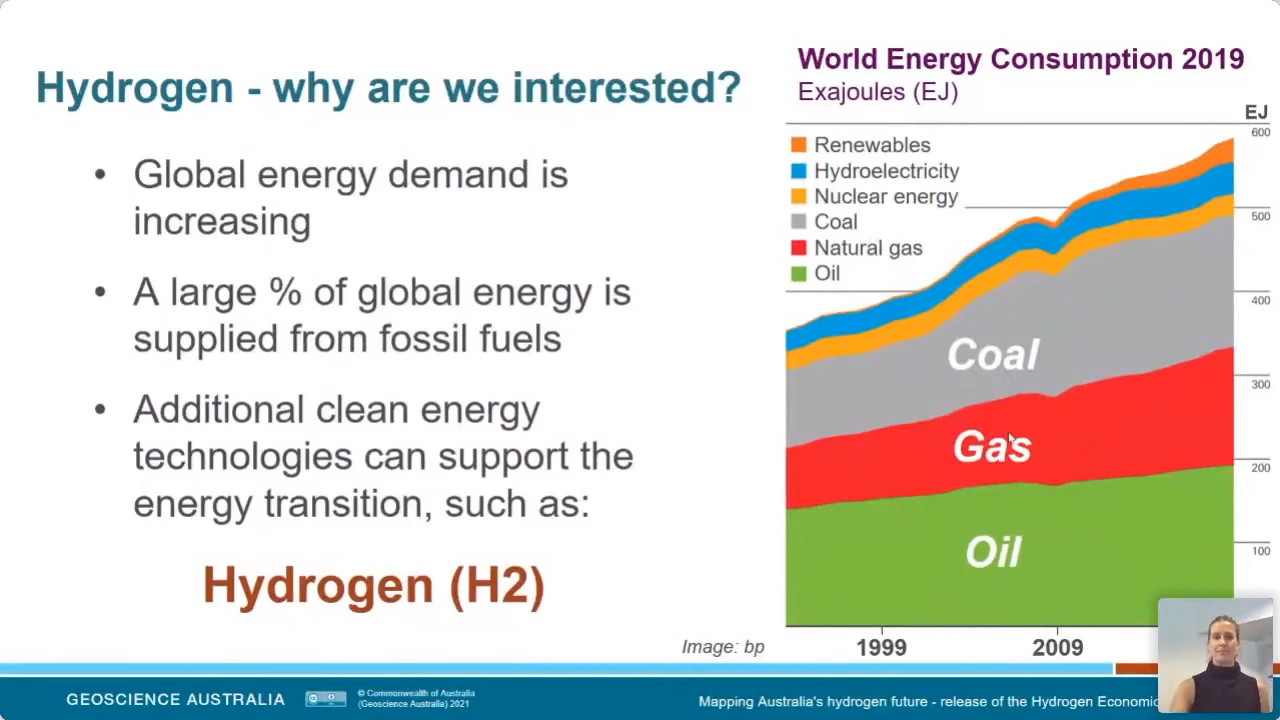 Hydrogen - why are we interested?
• Global energy demand is
increasing
• A large % of global energy is
supplied from fossil fuels
• Additional clean energy
technologies can support the
energy transition, such as:
Hydrogen (H2)
World Energy Consumption 2019
Exajoules (EJ)
EJ
600
Renewables
Hydroelectricity
Nuclear energy
Coal
Natural gas
Oil
500
400
300
200
100
Coal
Gas
Oil
1999
2009
Image: bp
GEOSCIENCE AUSTRALIA
© Commonwealth of Australia
(Geoscience Australia) 2021
Mapping Australia's hydrogen future - release of the Hydrogen Economic